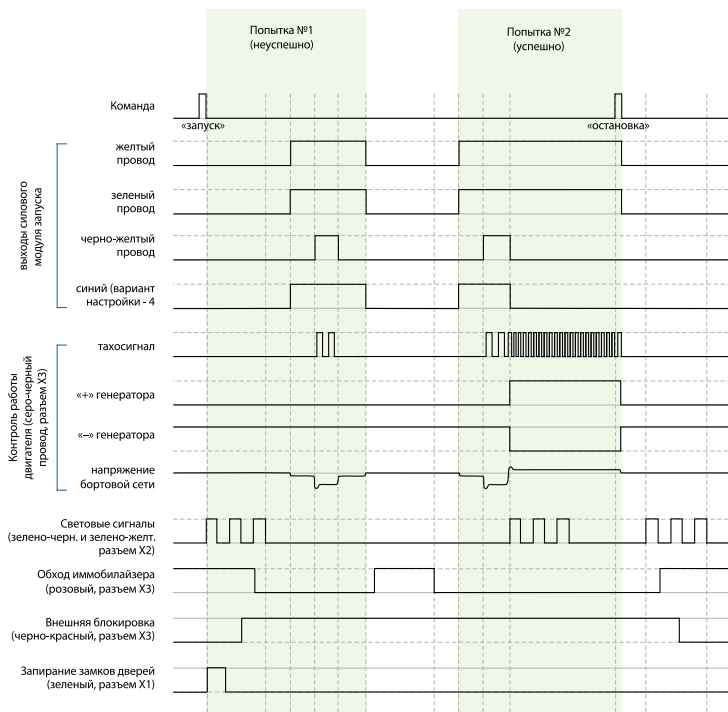 Попытка №1
(неуспешно)
Попытка №2
(успешно)
Команда
«запуск»
«остановка»
выходы силового
модуля запуска
желтый
провод
зеленый
провод
черно-желтый
провод
синий (вариант
настройки - 4
Контроль работы
двигателя (серо-черный
провод, разъем X3)
тахосигнал
«+» генератора
«–» генератора
напряжение
бортовой сети
Световые сигналы
(зелено-черн. и зелено-желт.
разъем X2)
Обход иммобилайзера
(розовый, разъем X3)
Внешняя блокировка
(черно-красный, разъем X3)
Запирание замков дверей
(зеленый, разъем X1)